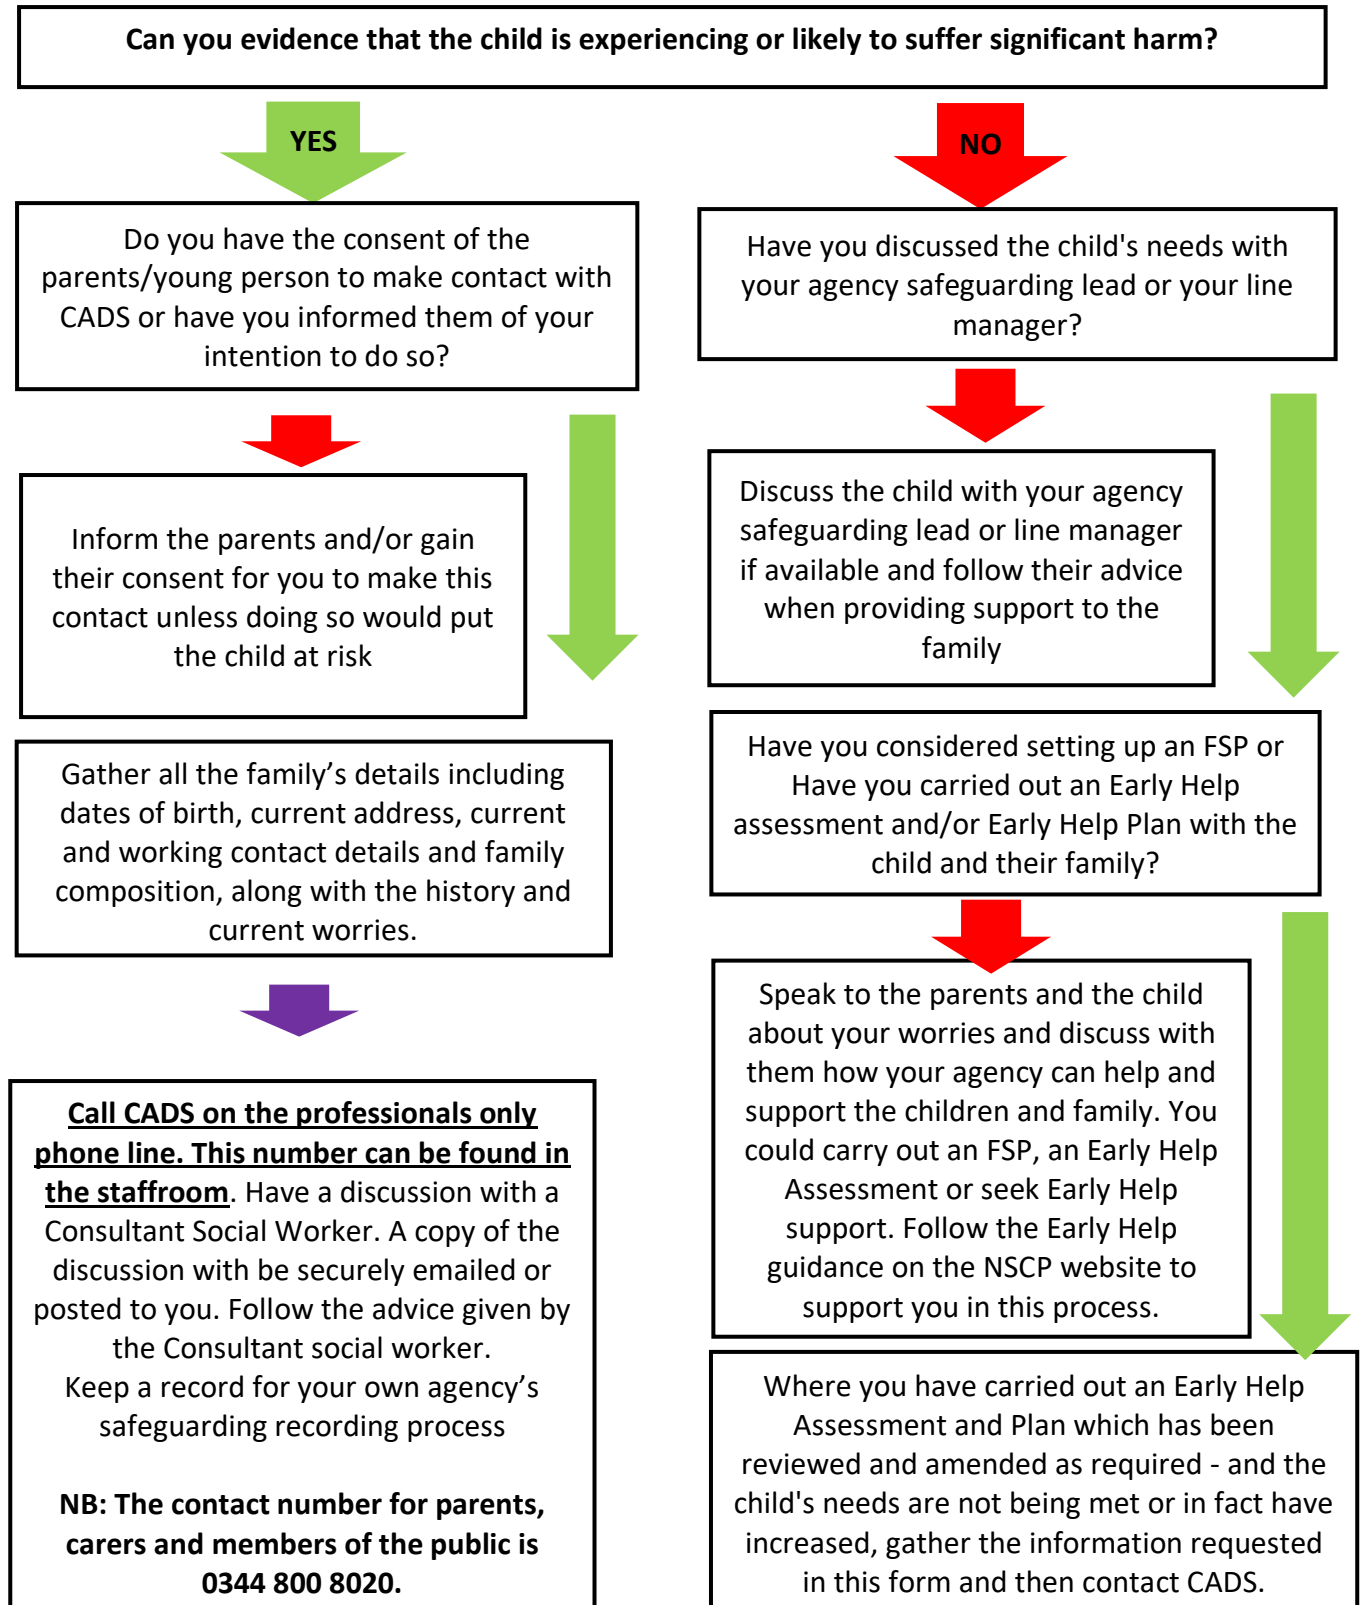 Can you evidence that the child is experiencing or likely to suffer significant harm?
YES
NO
Do you have the consent of the
parents/young person to make contact with
CADS or have you informed them of your
intention to do so?
Inform the parents and/or gain
their consent for you to make this
contact unless doing so would put
the child at risk
Gather all the family’s details including
dates of birth, current address, current
and working contact details and family
composition, along with the history and
current worries.
Call CADS on the professionals only
phone line. This number can be found in
the staffroom. Have a discussion with a
Consultant Social Worker. A copy of the
discussion with be securely emailed or
posted to you. Follow the advice given by
the Consultant social worker.
Keep a record for your own agency’s
safeguarding recording process
NB: The contact number for parents,
carers and members of the public is
0344 800 8020.
Have you discussed the child's needs with
your agency safeguarding lead or your line
manager?
Discuss the child with your agency
safeguarding lead or line manager
if available and follow their advice
when providing support to the
family
Have you considered setting up an FSP or
Have you carried out an Early Help
assessment and/or Early Help Plan with the
child and their family?
Speak to the parents and the child
about your worries and discuss with
them how your agency can help and
support the children and family. You
could carry out an FSP, an Early Help
Assessment or seek Early Help
support. Follow the Early Help
guidance on the NSCP website to
support you in this process.
Where you have carried out an Early Help
Assessment and Plan which has been
reviewed and amended as required - and the
child's needs are not being met or in fact have
increased, gather the information requested
in this form and then contact CADS.